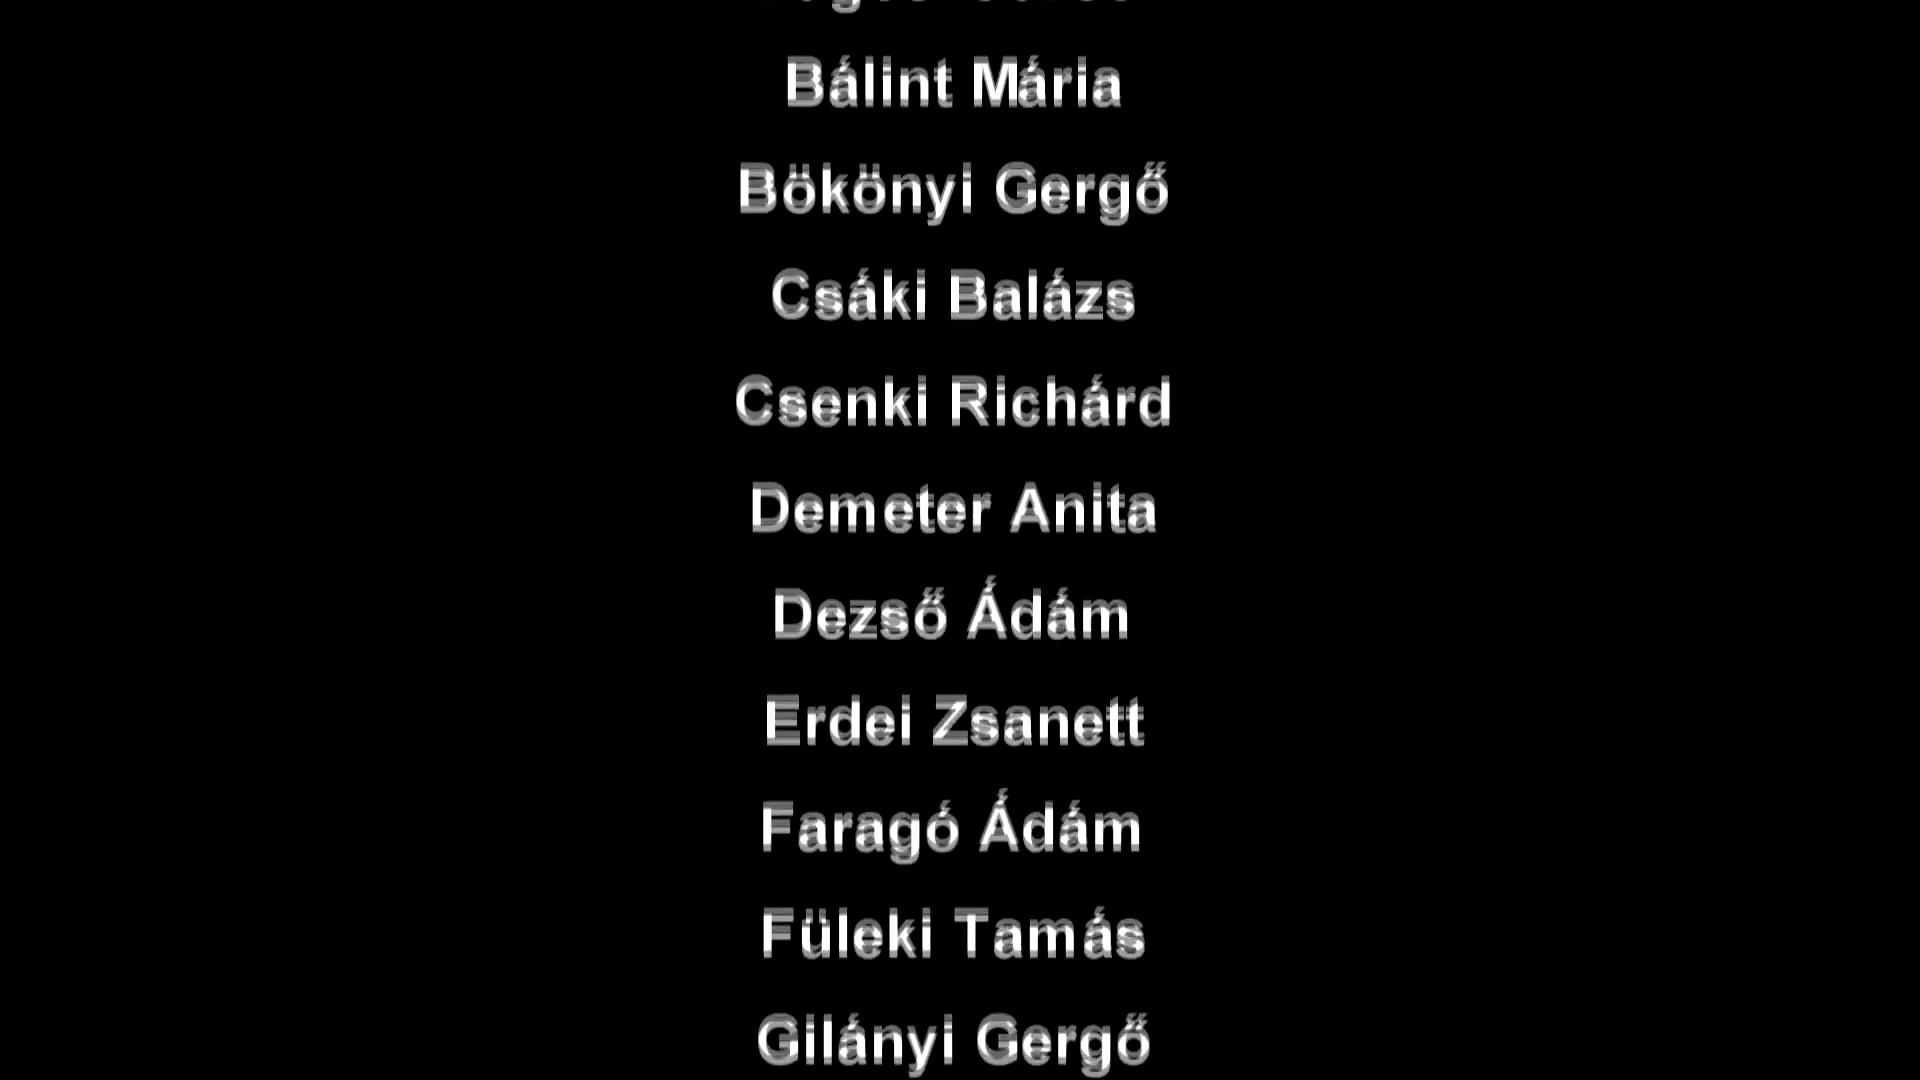 Bálint Mária
Bökönyi Gergő
Csáki Balázs
Csenki Richárd
Demeter Anita
Dezső Ádám
Erdei Zsanett
Faragó Ádám
Füleki Tamás
Gilányi Gergő